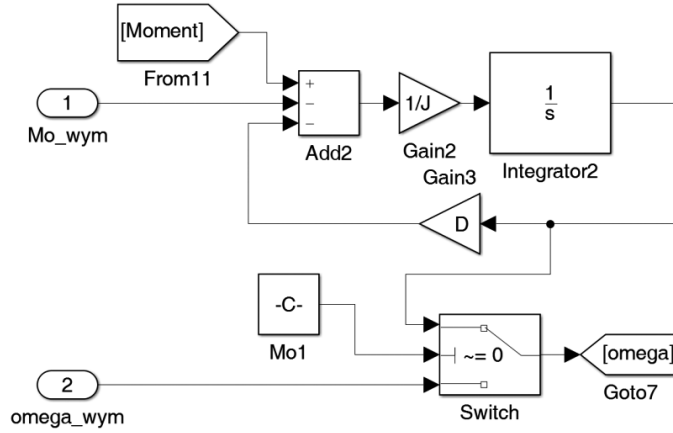 [Moment]
From11
1
Mo_wym
+
−
−
Add2
1/J
Gain2
1
s
Integrator2
Gain3
D
-C-
Mo1
2
omega_wym
~= 0
Switch
[omega]
Goto7